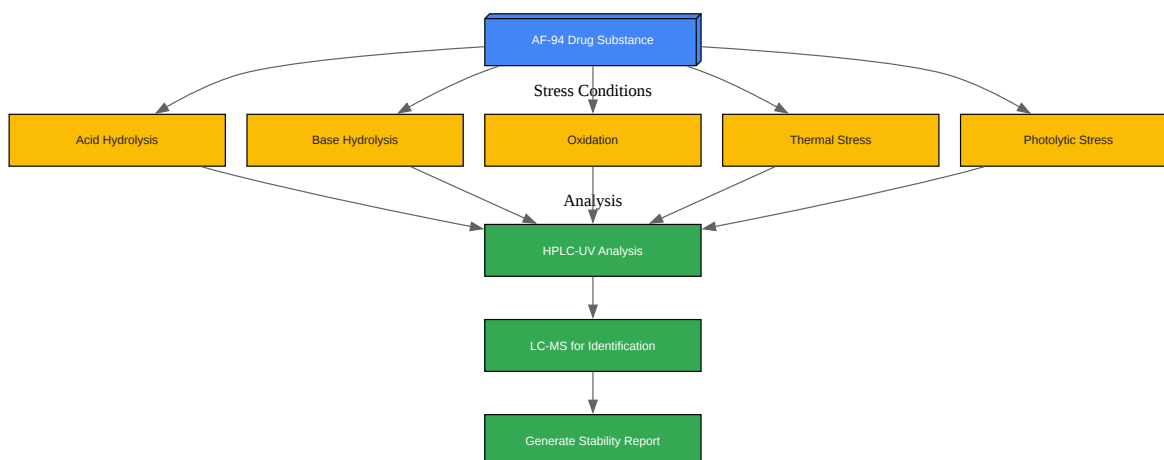 AF-94 Drug Substance
Stress Conditions
Acid Hydrolysis
Base Hydrolysis
Oxidation
Thermal Stress
Photolytic Stress
Analysis
HPLC-UV Analysis
LC-MS for Identification
Generate Stability Report